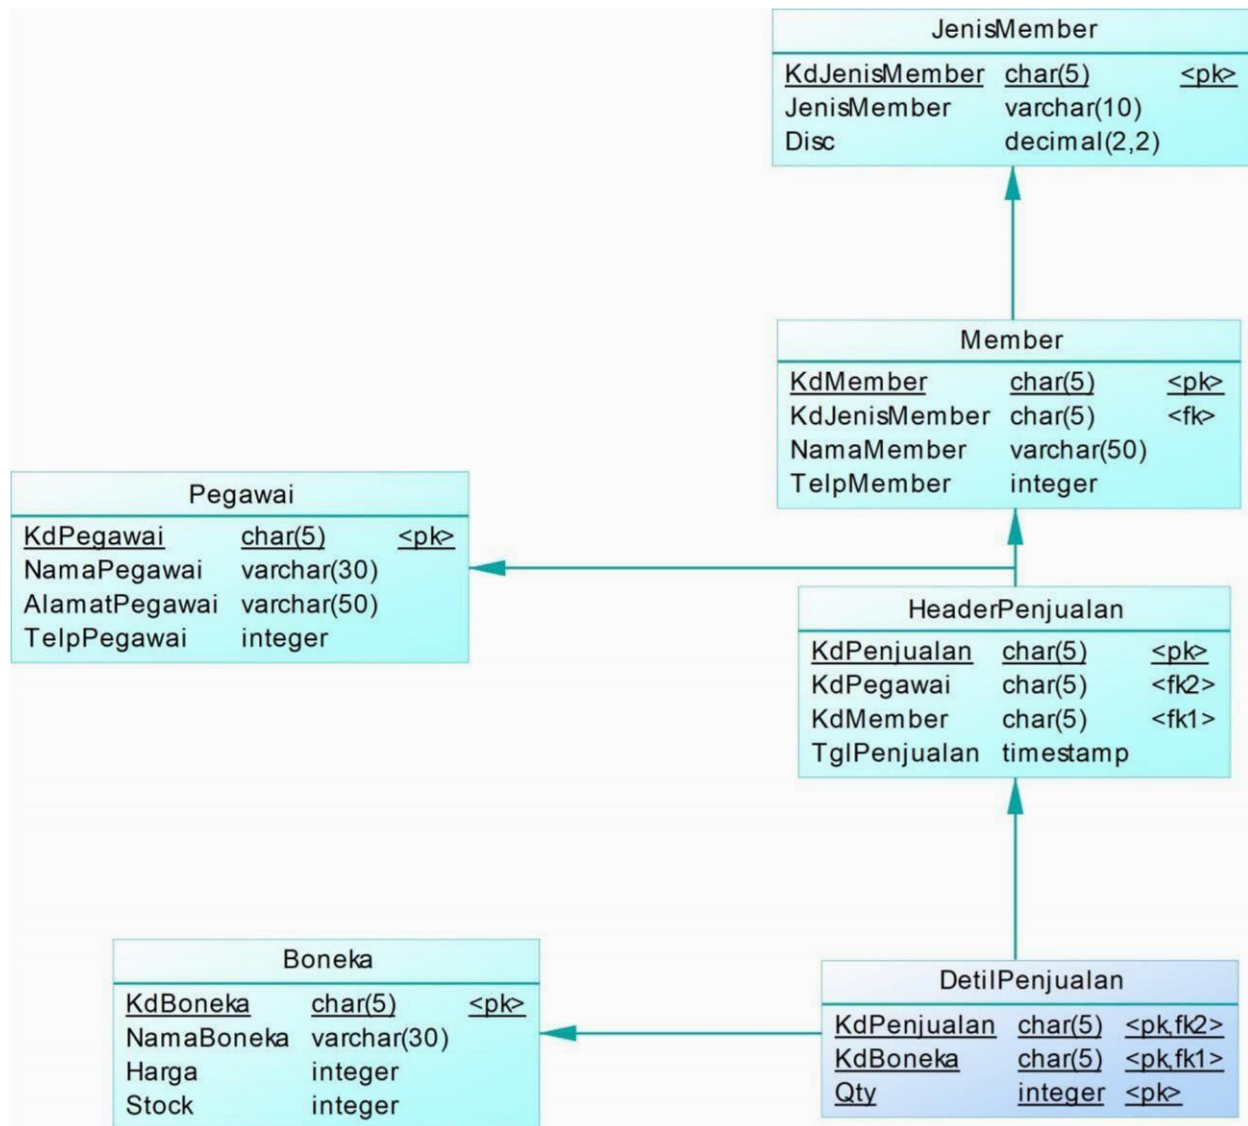 JenisMember
KdJenisMember char(5) <pk>
JenisMember varchar(10)
Disc decimal(2,2)
Member
KdMember char(5) <pk>
KdJenisMember char(5) <fk>
NamaMember varchar(50)
TelpMember integer
Pegawai
KdPegawai char(5) <pk>
NamaPegawai varchar(30)
AlamatPegawai varchar(50)
TelpPegawai integer
HeaderPenjualan
KdPenjualan char(5) <pk>
KdPegawai char(5) <fk2>
KdMember char(5) <fk1>
TglPenjualan timestamp
Boneka
KdBoneka char(5) <pk>
NamaBoneka varchar(30)
Harga integer
Stock integer
DetilPenjualan
KdPenjualan char(5) <pk,fk2>
KdBoneka char(5) <pk,fk1>
Qty integer <pk>